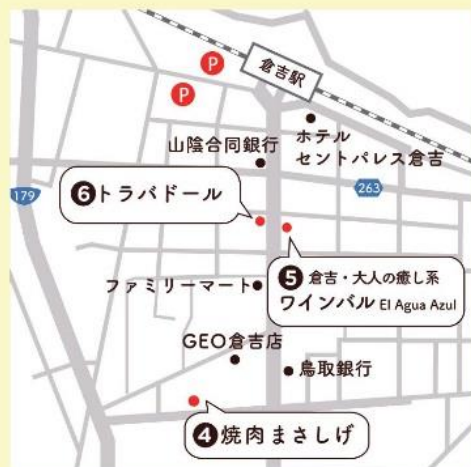 P
倉吉駅
P
山陰合同銀行
ホテル
セントパレス倉吉
179
263
❻トラバドール
❺ 倉吉・大人の癒し系
ワインバル El Agua Azul
ファミリーマート
GEO倉吉店
鳥取銀行
❹焼肉まさしげ